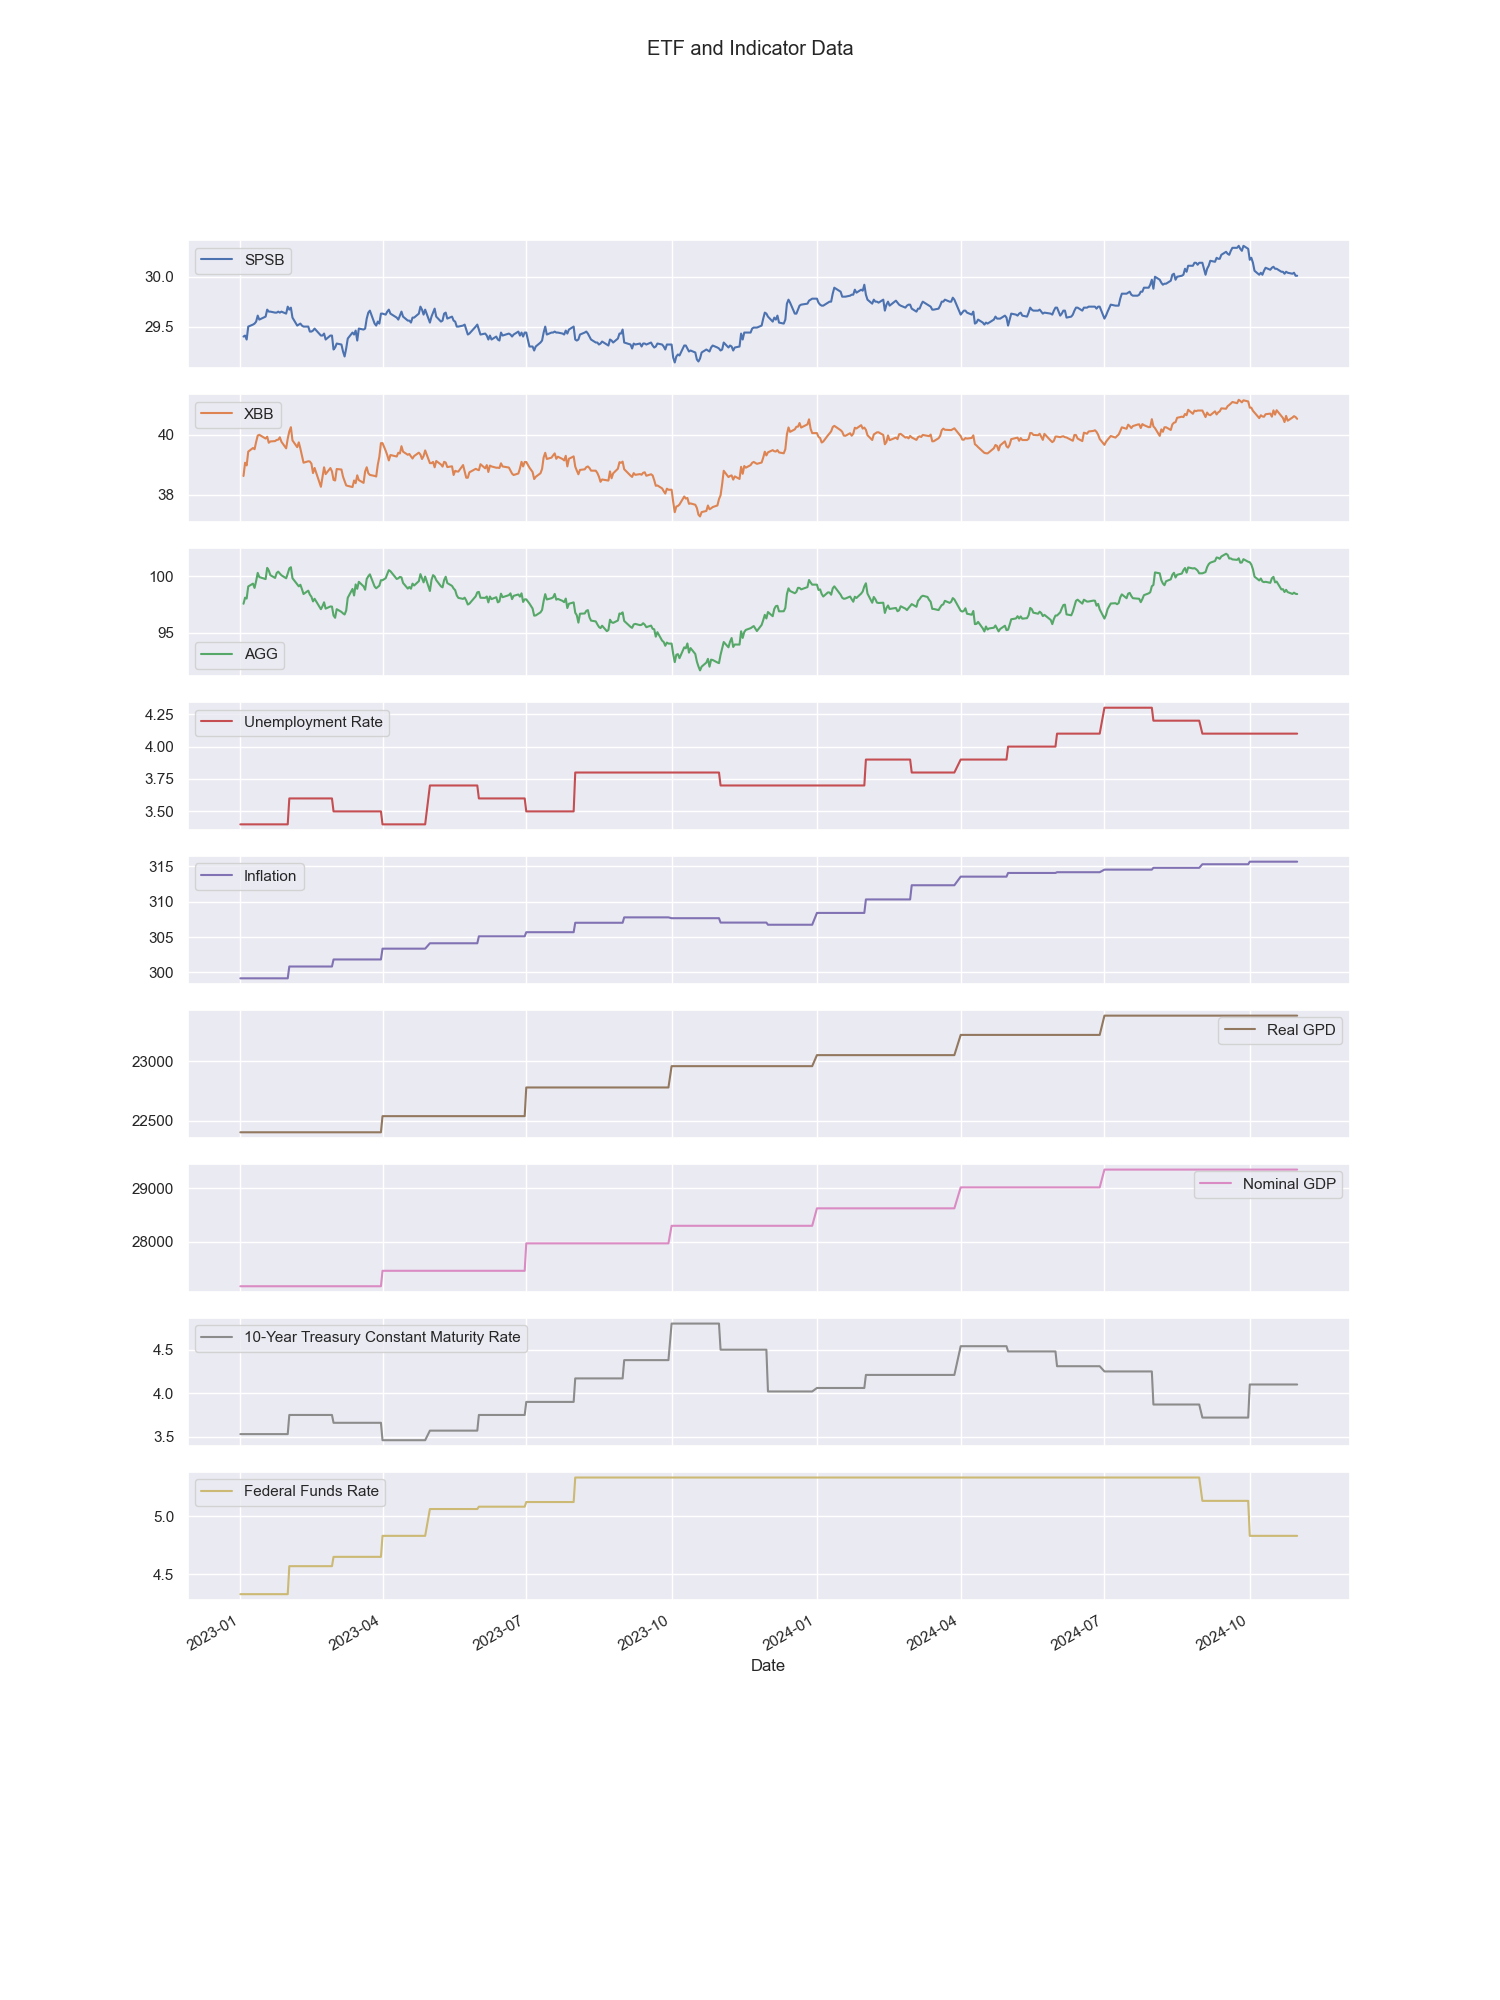 ETF and Indicator Data
SPSB
30.0
29.5
XBB
40
38
100
95
AGG
Unemployment Rate
4.25
4.00
3.75
3.50
Inflation
315
310
305
300
Real GPD
23000
22500
Nominal GDP
29000
28000
10-Year Treasury Constant Maturity Rate
4.5
4.0
3.5
Federal Funds Rate
5.0
4.5
2023-01 2023-04 2023-07 2023-10 2024-01 2024-04 2024-07 2024-10
Date